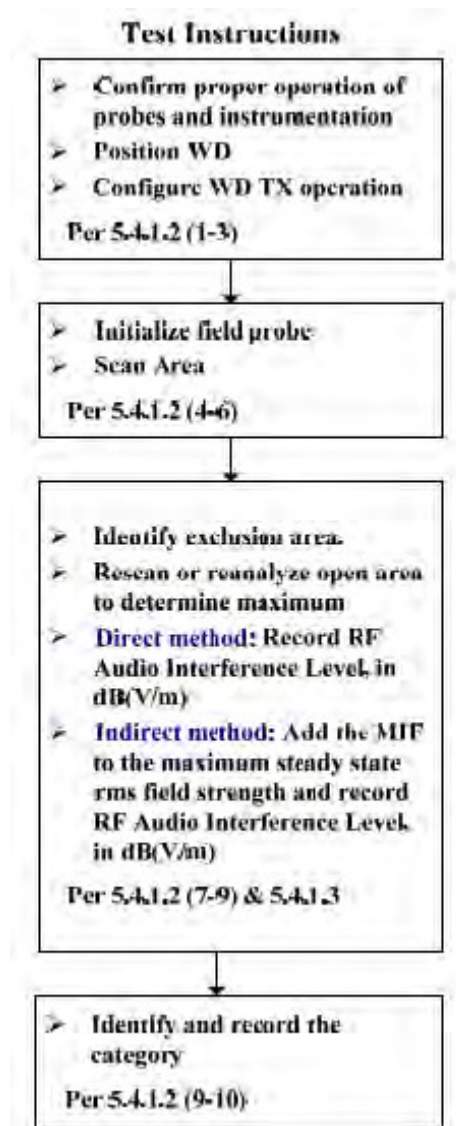 Test Instructions
➢ Confirm proper operation of
probes and instrumentation
➢ Position WD
➢ Configure WD TX operation
Per 5.4.1.2 (1-3)
➢ Initialize field probe
➢ Scan Area
Per 5.4.1.2 (4-6)
➢ Identify exclusion area.
➢ Rescan or reanalyze open area
to determine maximum
➢ Direct method: Record RF
Audio Interference Level, in
dB(V/m)
➢ Indirect method: Add the MIF
to the maximum steady state
rms field strength and record
RF Audio Interference Level,
in dB(V/m)
Per 5.4.1.2 (7-9) & 5.4.1.3
➢ Identify and record the
category
Per 5.4.1.2 (9-10)